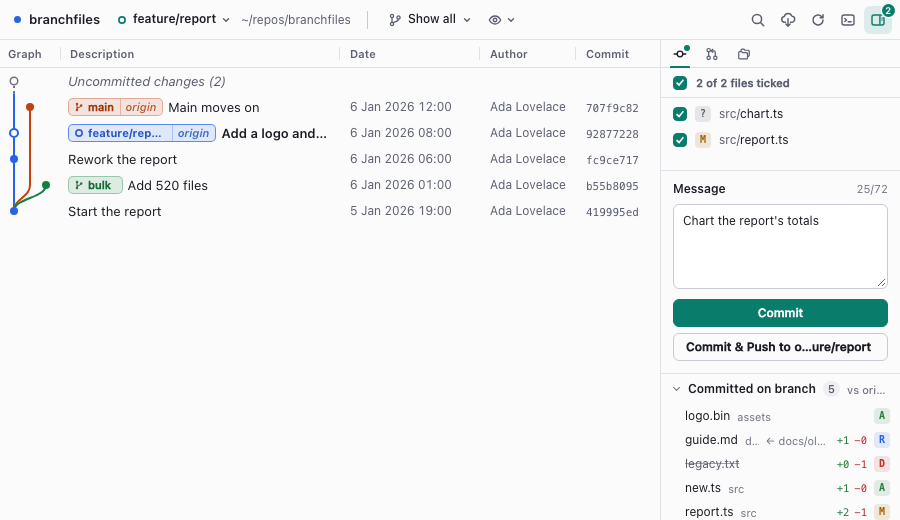 branchfiles feature/report ~/repos/branchfiles Show all 2
Graph Description Date Author Commit
Uncommitted changes (2)
main origin Main moves on 6 Jan 2026 12:00 Ada Lovelace 707f9c82
feature/rep... origin Add a logo and... 6 Jan 2026 08:00 Ada Lovelace 92877228
Rework the report 6 Jan 2026 06:00 Ada Lovelace fc9ce717
bulk Add 520 files 6 Jan 2026 01:00 Ada Lovelace b55b8095
Start the report 5 Jan 2026 19:00 Ada Lovelace 419995ed
2 of 2 files ticked
? src/chart.ts
M src/report.ts
Message 25/72
Chart the report's totals
Commit
Commit & Push to o...ure/report
Committed on branch 5 vs ori...
logo.bin assets A
guide.md d... ← docs/ol... +1 −0 R
legacy.txt +0 −1 D
new.ts src +1 −0 A
report.ts src +2 −1 M